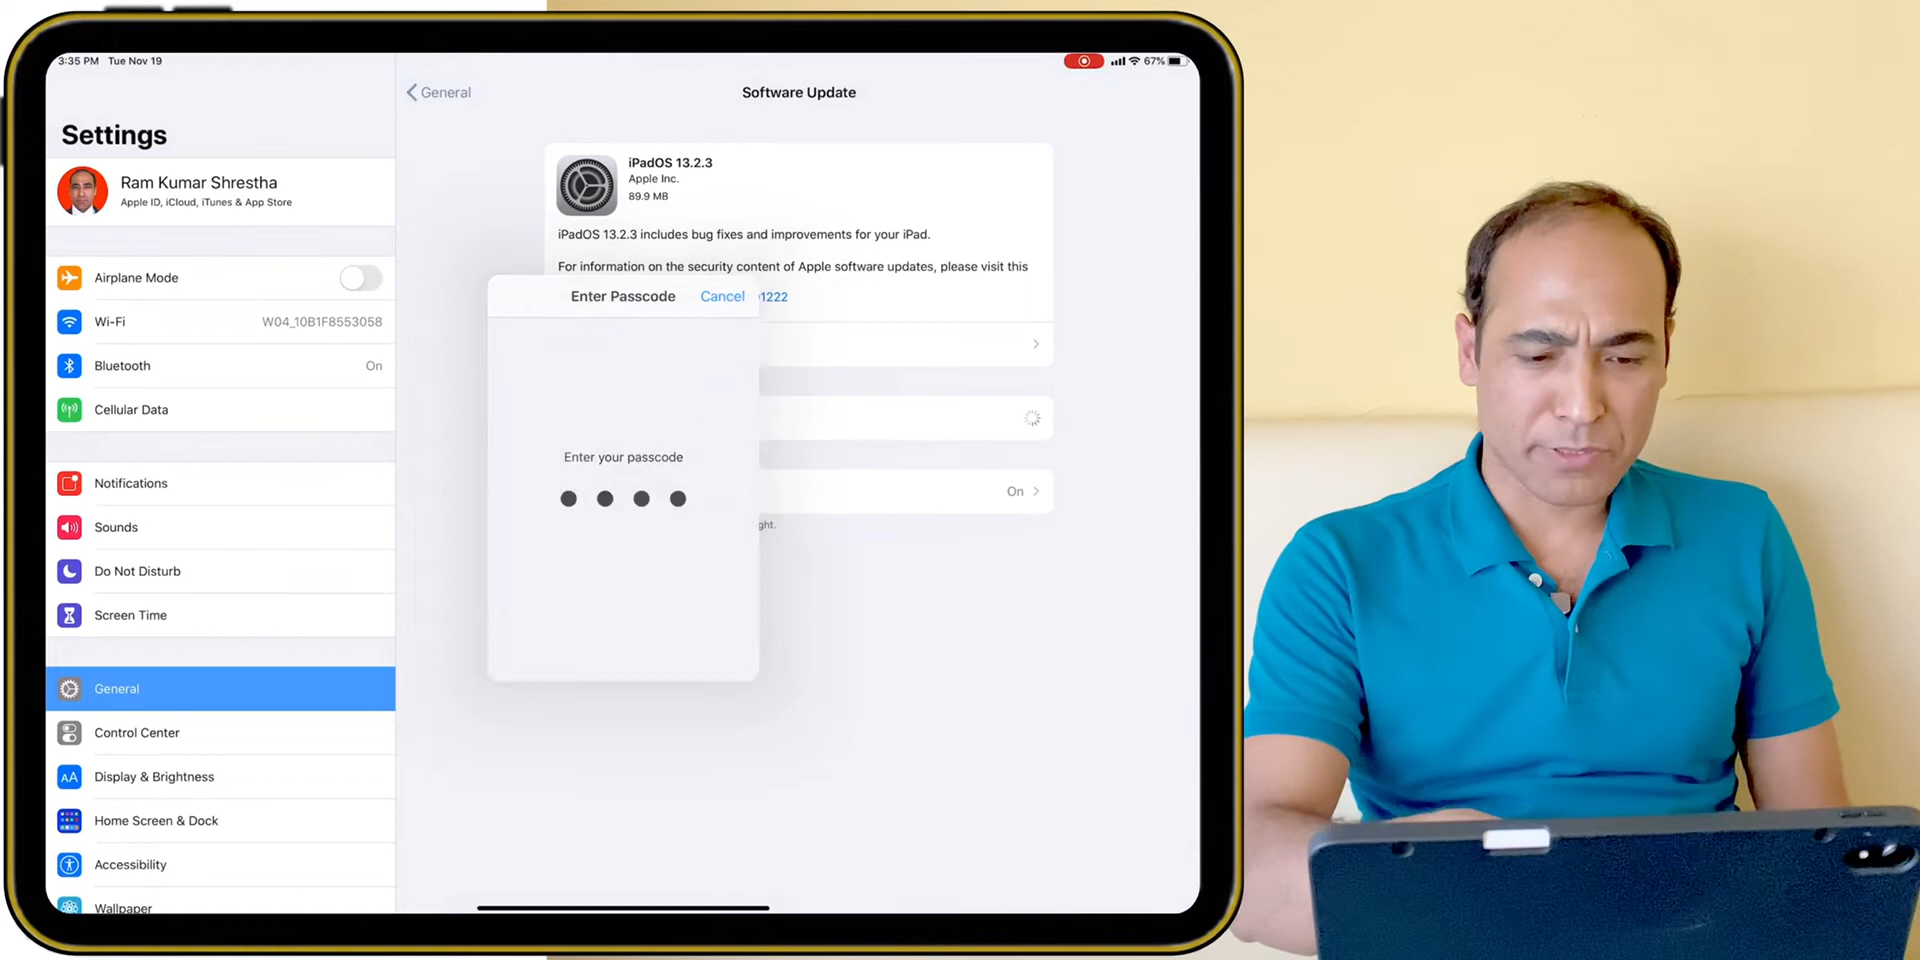 3:35 PM Tue Nov 19
67%
Settings
Ram Kumar Shrestha
Apple ID, iCloud, iTunes & App Store
Airplane Mode
Wi-Fi W04_10B1F8553058
Bluetooth On
Cellular Data
Notifications
Sounds
Do Not Disturb
Screen Time
General
Control Center
AA Display & Brightness
Home Screen & Dock
Accessibility
Wallpaper
General
Software Update
iPadOS 13.2.3
Apple Inc.
89.9 MB
iPadOS 13.2.3 includes bug fixes and improvements for your iPad.
For information on the security content of Apple software updates, please visit this
1222
On
ght.
Enter Passcode Cancel
Enter your passcode